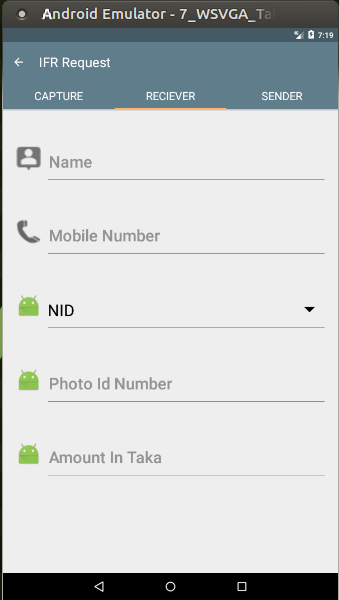 Android Emulator - 7_WSVGA_Ta
7:19
IFR Request
CAPTURE RECIEVER SENDER
Name
Mobile Number
NID
Photo Id Number
Amount In Taka